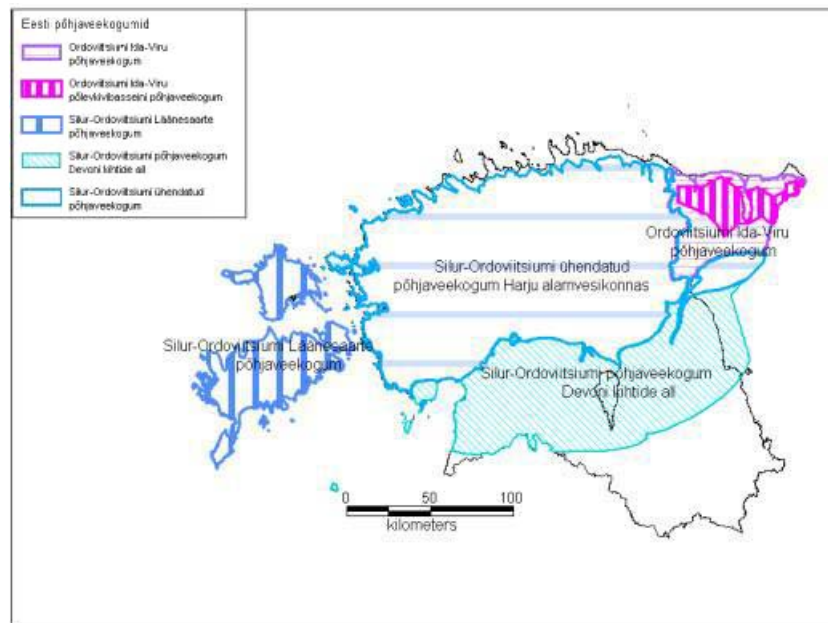 Eesti põhjaveekogumid
Ordoviitsiumi Ida-Viru
põhjaveekogum
Ordoviitsiumi Ida-Viru
põlevkivibasseini põhjaveekogum
Silur-Ordoviitsiumi Läänesaarte
põhjaveekogum
Silur-Ordoviitsiumi põhjaveekogum
Devoni kihtide all
Silur-Ordoviitsiumi ühendatud
põhjaveekogum
Ordoviitsiumi Ida-Viru
põhjaveekogum
Silur-Ordoviitsiumi ühendatud
põhjaveekogum Harju alamvesikonnas
Silur-Ordoviitsiumi Läänesaarte
põhjaveekogum
Silur-Ordoviitsiumi põhjaveekogum
Devoni kihtide all
0 50 100
kilometers